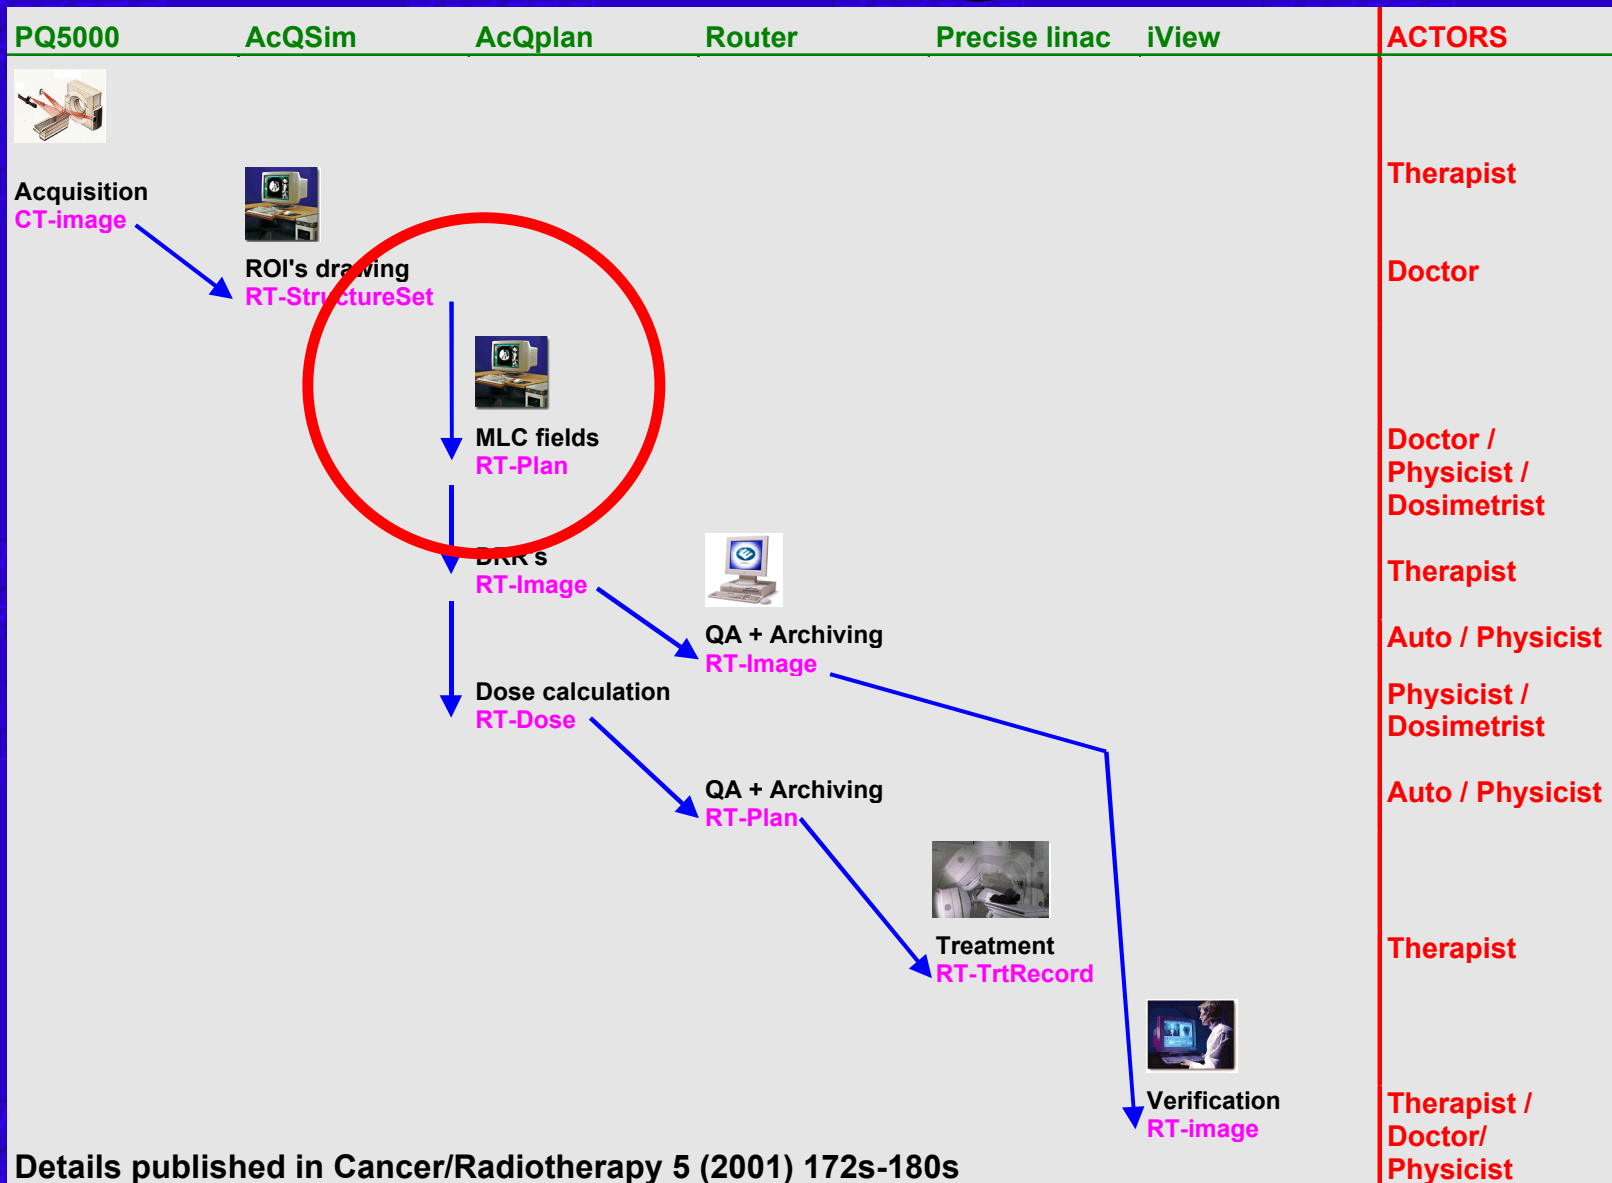 PQ5000 AcQSim AcQplan Router Precise linac iView ACTORS
Acquisition
CT-image
Therapist
ROI's drawing
RT-StructureSet
Doctor
MLC fields
RT-Plan
Doctor /
Physicist /
Dosimetrist
DRR's
RT-Image
Therapist
QA + Archiving
RT-Image
Auto / Physicist
Dose calculation
RT-Dose
Physicist /
Dosimetrist
QA + Archiving
RT-Plan
Auto / Physicist
Treatment
RT-TrtRecord
Therapist
Verification
RT-image
Therapist /
Doctor/
Physicist
Details published in Cancer/Radiotherapy 5 (2001) 172s-180s